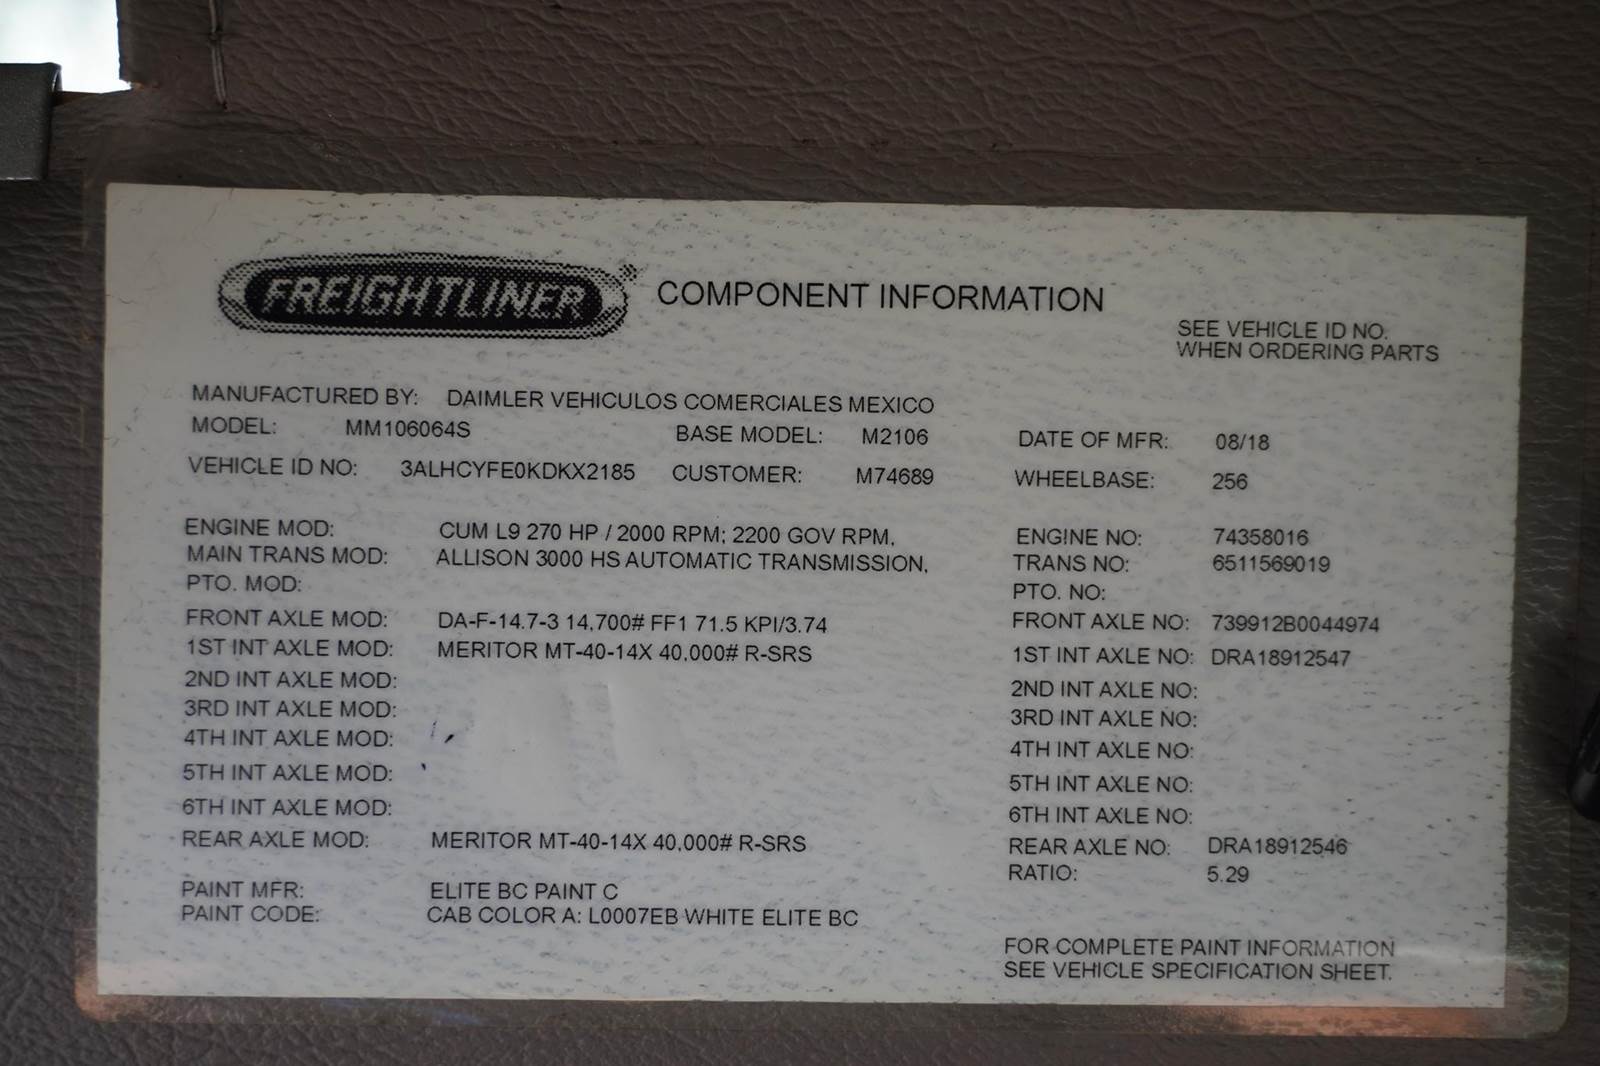 FREIGHTLINER COMPONENT INFORMATION
SEE VEHICLE ID NO.
WHEN ORDERING PARTS
MANUFACTURED BY: DAIMLER VEHICULOS COMERCIALES MEXICO
MODEL: MM106064S BASE MODEL: M2106 DATE OF MFR: 08/18
VEHICLE ID NO: 3ALHCYFE0KDKX2185 CUSTOMER: M74689 WHEELBASE: 256
ENGINE MOD: CUM L9 270 HP / 2000 RPM; 2200 GOV RPM, ENGINE NO: 74358016
MAIN TRANS MOD: ALLISON 3000 HS AUTOMATIC TRANSMISSION, TRANS NO: 6511569019
PTO. MOD: PTO. NO:
FRONT AXLE MOD: DA-F-14.7-3 14,700# FF1 71.5 KPI/3.74 FRONT AXLE NO: 739912B0044974
1ST INT AXLE MOD: MERITOR MT-40-14X 40,000# R-SRS 1ST INT AXLE NO: DRA18912547
2ND INT AXLE MOD: 2ND INT AXLE NO:
3RD INT AXLE MOD: 3RD INT AXLE NO:
4TH INT AXLE MOD: 4TH INT AXLE NO:
5TH INT AXLE MOD: 5TH INT AXLE NO:
6TH INT AXLE MOD: 6TH INT AXLE NO:
REAR AXLE MOD: MERITOR MT-40-14X 40,000# R-SRS REAR AXLE NO: DRA18912546
RATIO: 5.29
PAINT MFR: ELITE BC PAINT C
PAINT CODE: CAB COLOR A: L0007EB WHITE ELITE BC
FOR COMPLETE PAINT INFORMATION
SEE VEHICLE SPECIFICATION SHEET.